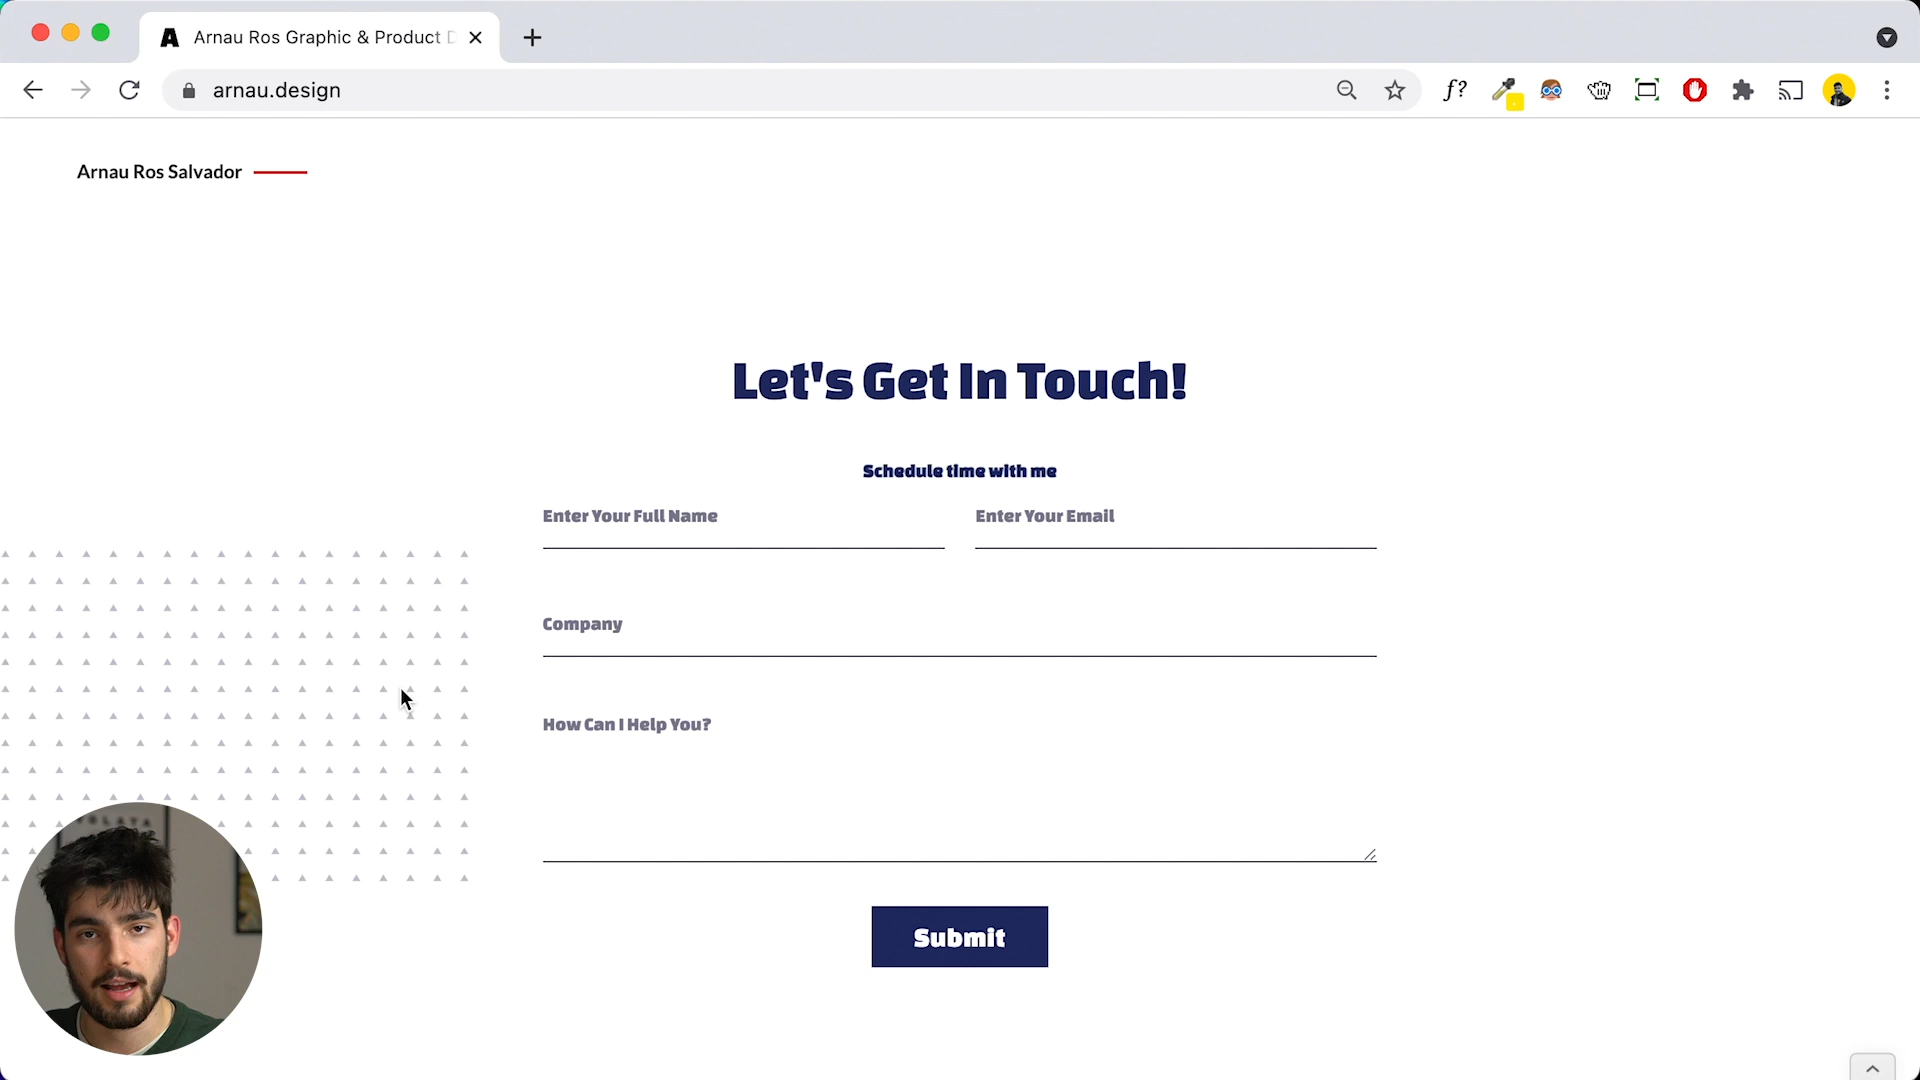 Arnau Ros Graphic & Product D
arnau.design
f?
Arnau Ros Salvador
Let's Get In Touch!
Schedule time with me
Enter Your Full Name
Enter Your Email
Company
How Can I Help You?
Submit